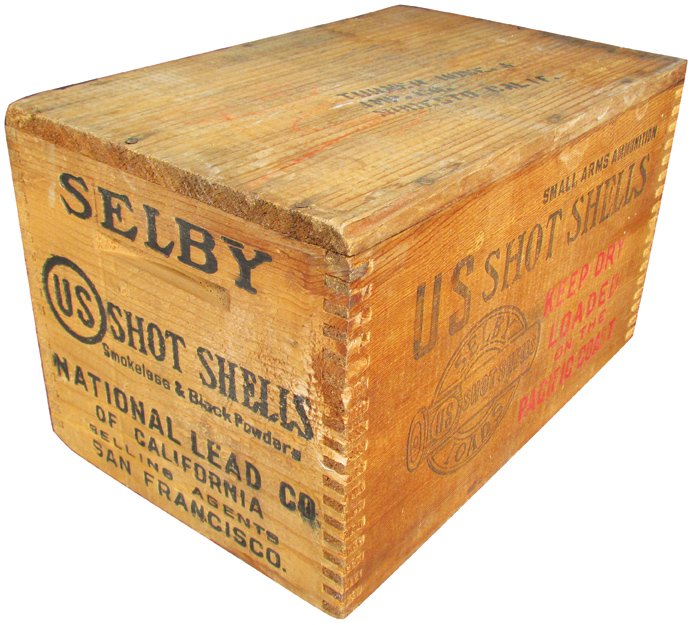 SELBY
US SHOT SHELLS
Smokeless & Black Powders
NATIONAL LEAD CO
OF CALIFORNIA
SELLING AGENTS
SAN FRANCISCO.
SMALL ARMS AMMUNITION
US SHOT SHELLS
KEEP DRY
LOADED
ON THE
PACIFIC COAST
SELBY
US SHOT SHELLS
LOADS
CALIF.